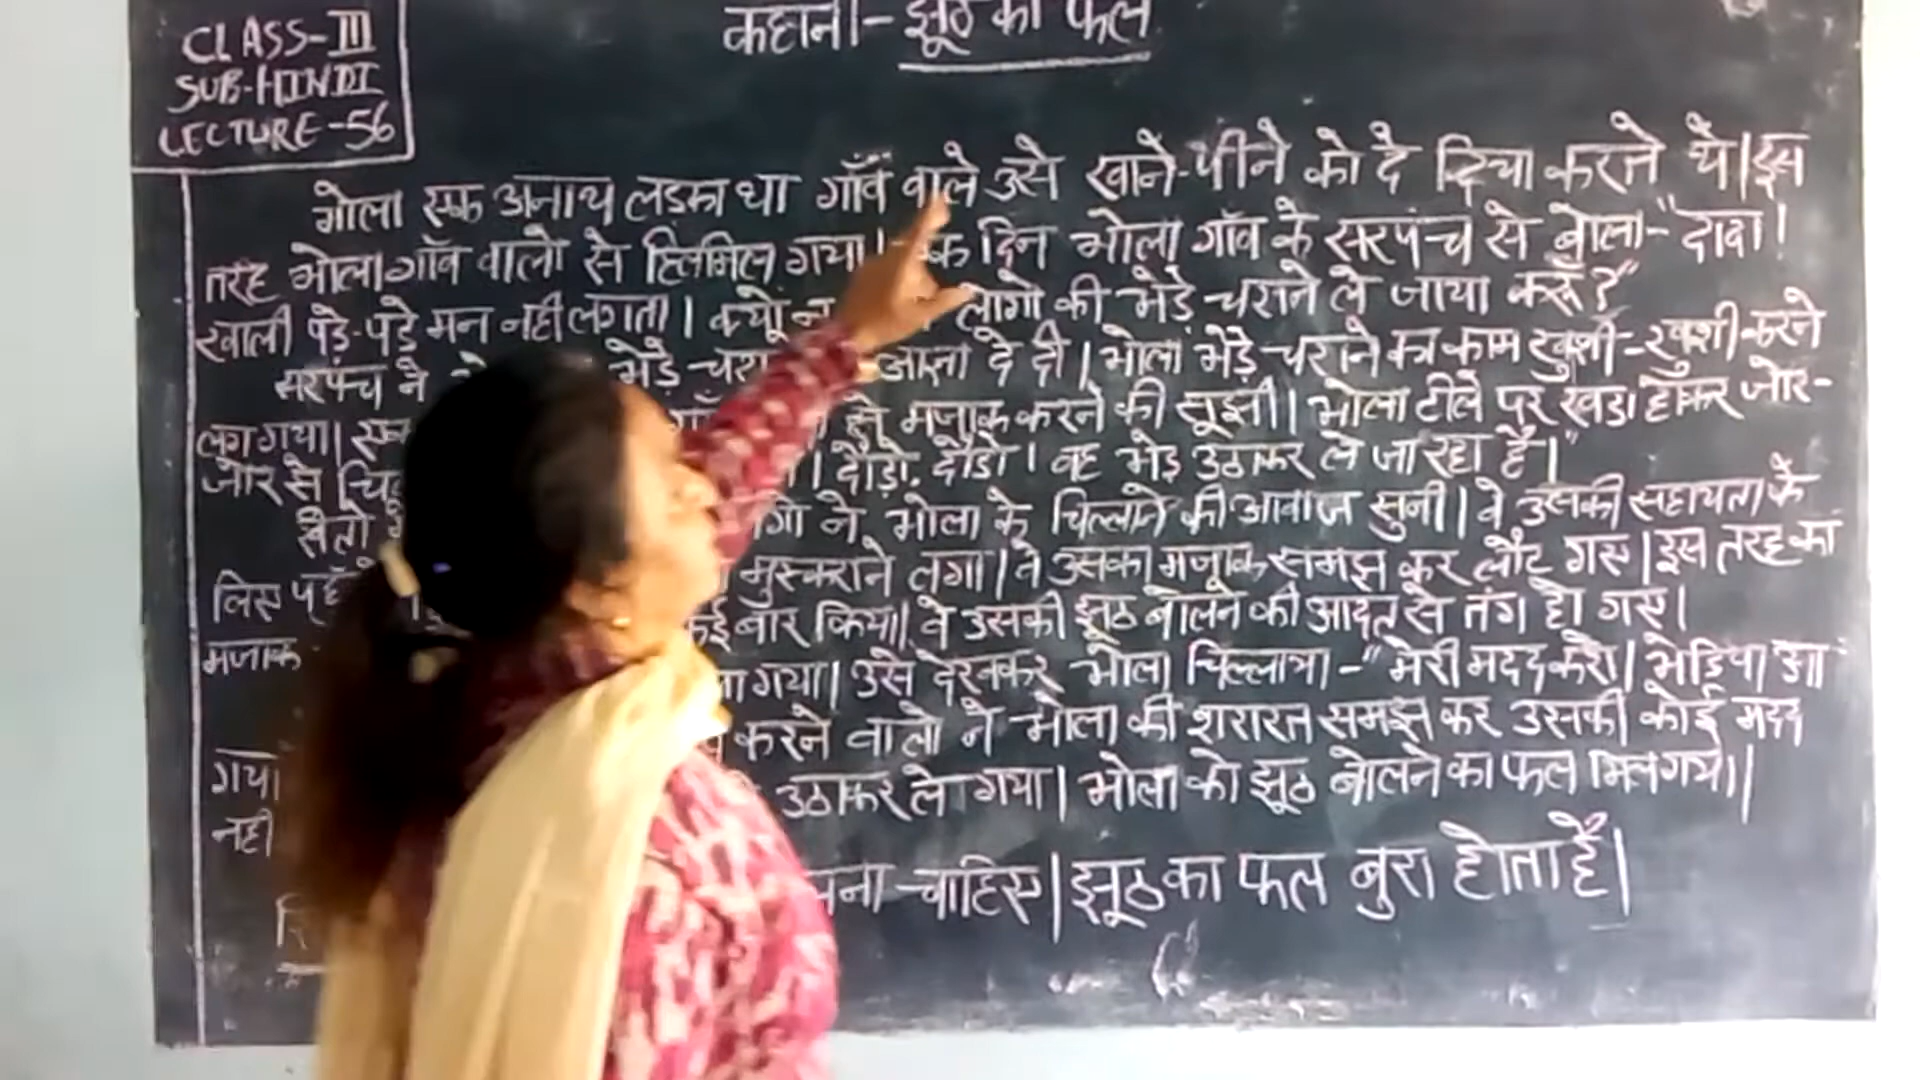 CLASS-III
SUB-HINDI
LECTURE-56
कहानी- झूठ का फल
भोला एक अनाथ लड़का था गाँव वाले उसे खाने-पीने को दे दिया करते थे। इस
तरह भोला गाँव वालो से हिलमिल गया। एक दिन भोला गाँव के सरपंच से बोला-"दादा!
खाली पड़े-पड़े मन नही लगता। क्यों न लोगो की भेड़े चराने ले जाया करूँ?"
सरपंच ने भेड़े आज्ञा दे दी। भोला भेड़े चराने का काम खुशी-खुशी करने
लग गया। एक मजाक करने की सूझी। भोला टीले पर खड़ा होकर जोर-
जोर से । दौड़ो. दौडो। वह भेड़ उठाकर ले जा रहा है।"
खेतो ने भोला के चिल्लाने की आवाज सुनी। वे उसकी सहायता के
लिए मुस्कराने लगा। वे उसका मजाक समझ कर लौट गए। इस तरह का
मजाक कई बार किया। वे उसकी झूठ बोलने की आदत से तंग हो गए।
गया। उसे देखकर भोला चिल्लाया-"मेरी मदद करो। भेडिया आ
गया करने वालो ने भोला की शरारत समझ कर उसकी कोई मदद
नही उठाकर ले गया। भोला को झूठ बोलने का फल मिल गया।
चाहिए। झूठ का फल बुरा होता है।